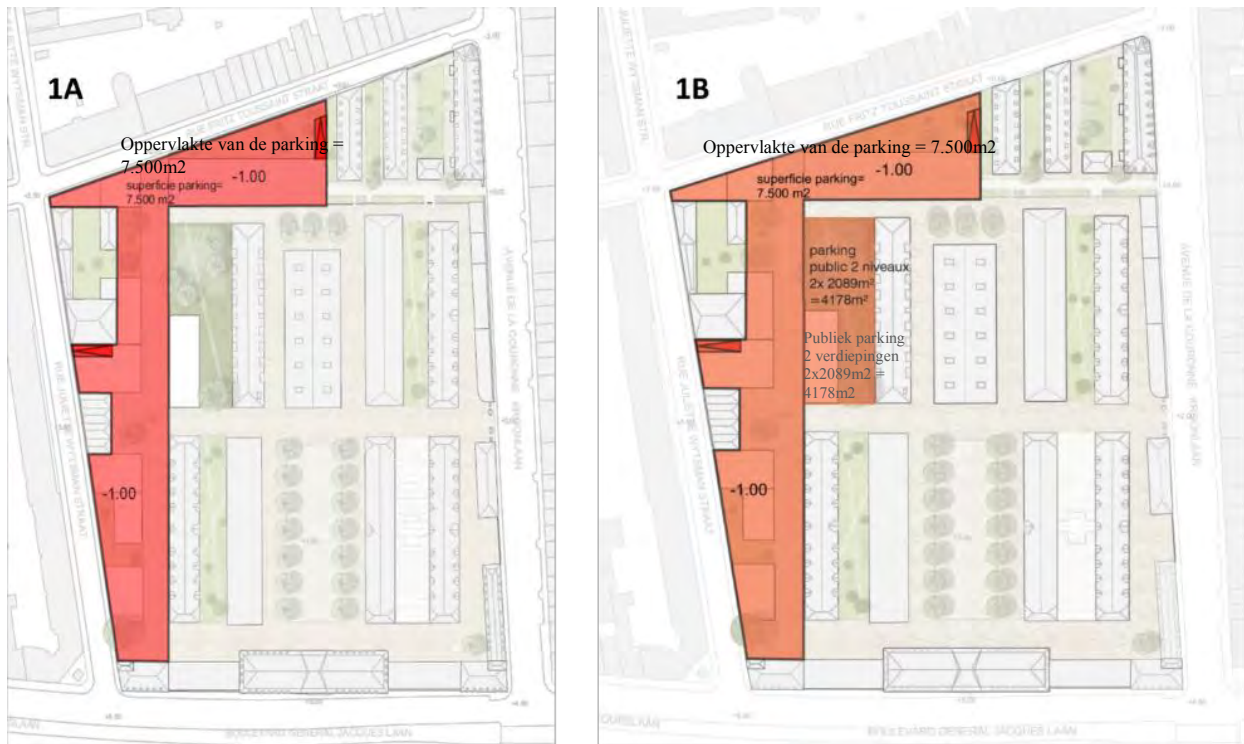 1A
RUE FRITZ TOUSSAINT STRAAT
Oppervlakte van de parking =
7.500m2
superficie parking=
7.500 m2
-1.00
AVENUE DE LA COURONNE - KROONLAAN
RUE JULIETTE WYTSMAN STRAAT
-1.00
BOULEVARD GENERAL JACQUES LAAN
1B
RUE FRITZ TOUSSAINT STRAAT
Oppervlakte van de parking = 7.500m2
superficie parking=
7.500 m2
-1.00
parking
public 2 niveaux
2x 2089m²
=4178m²
Publiek parking
2 verdiepingen
2x2089m2 =
4178m2
AVENUE DE LA COURONNE - KROONLAAN
RUE JULIETTE WYTSMAN STRAAT
-1.00
BOULEVARD GENERAL JACQUES LAAN